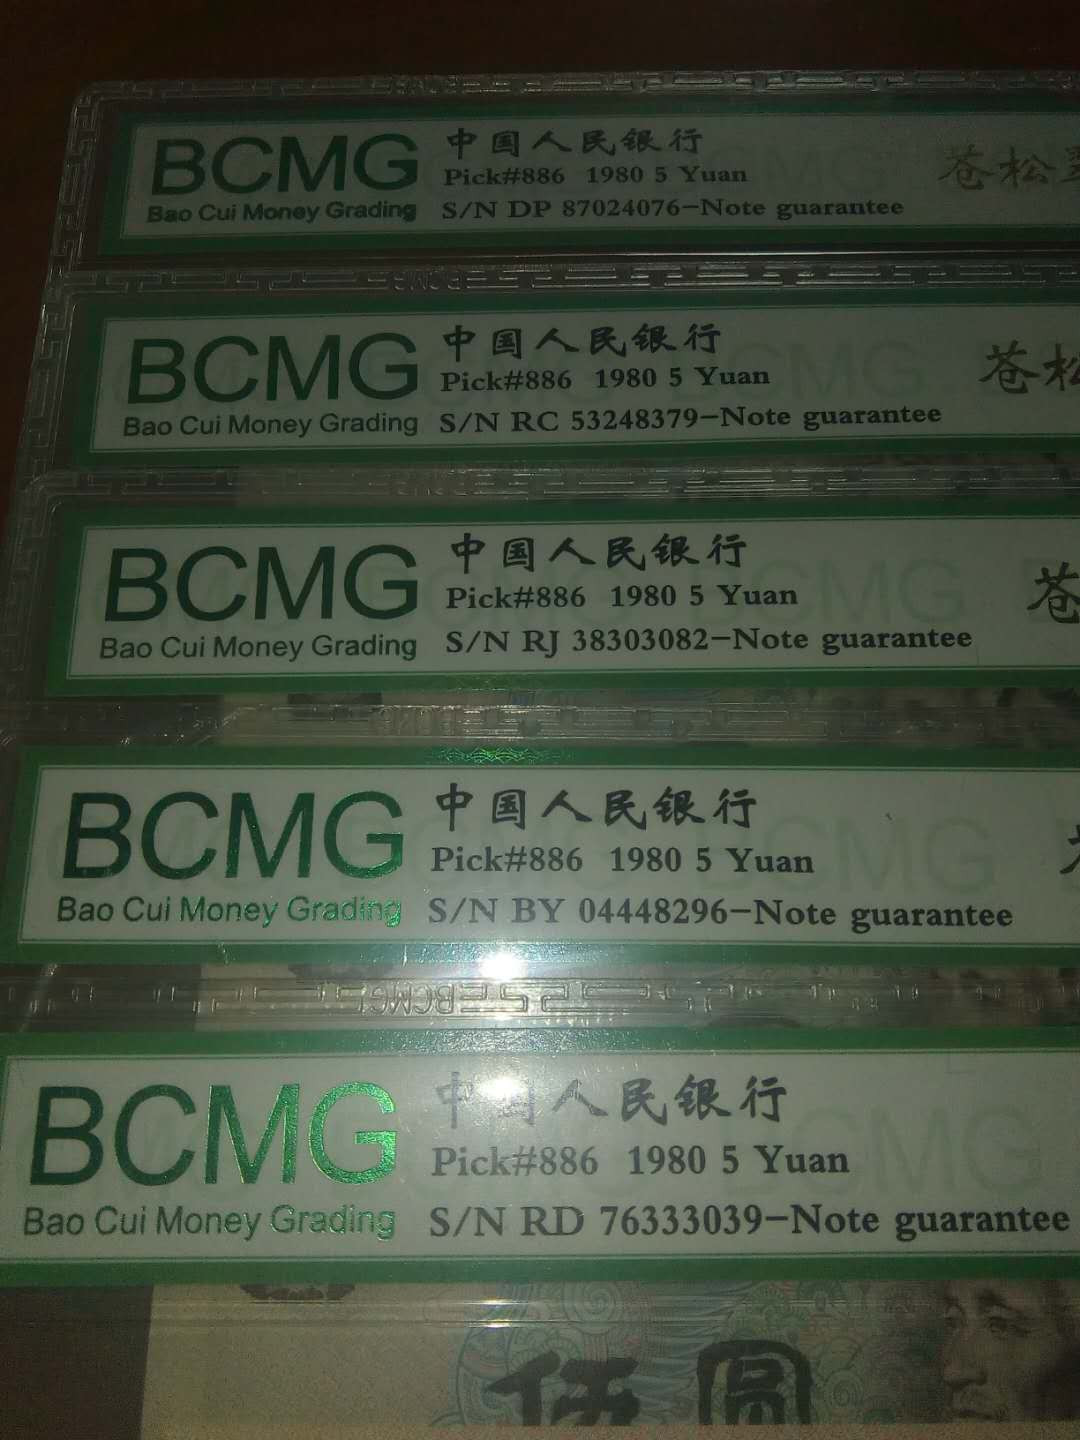 BCMG
Bao Cui Money Grading
中国人民银行
Pick#886 1980 5 Yuan
S/N DP 87024076-Note guarantee
苍松
BCMG
Bao Cui Money Grading
中国人民银行
Pick#886 1980 5 Yuan
S/N RC 53248379-Note guarantee
苍松
BCMG
Bao Cui Money Grading
中国人民银行
Pick#886 1980 5 Yuan
S/N RJ 38303082-Note guarantee
苍
BCMG
Bao Cui Money Grading
中国人民银行
Pick#886 1980 5 Yuan
S/N BY 04448296-Note guarantee
BCMG
BCMG
Bao Cui Money Grading
中国人民银行
Pick#886 1980 5 Yuan
S/N RD 76333039-Note guarantee
伍圆